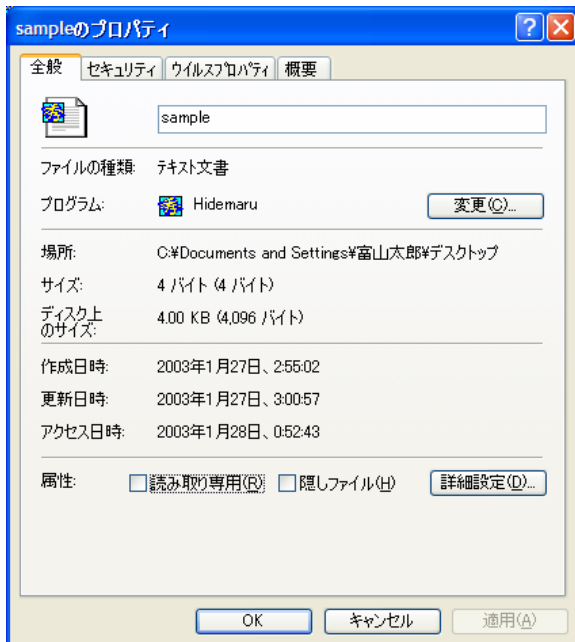 sampleのプロパティ
全般 セキュリティ ウイルスプロパティ 概要
sample
ファイルの種類: テキスト文書
プログラム: Hidemaru 変更(C)...
場所: C:¥Documents and Settings¥富山太郎¥デスクトップ
サイズ: 4 バイト (4 バイト)
ディスク上
のサイズ: 4.00 KB (4,096 バイト)
作成日時: 2003年1月27日、2:55:02
更新日時: 2003年1月27日、3:00:57
アクセス日時: 2003年1月28日、0:52:43
属性: 読み取り専用(R) 隠しファイル(H) 詳細設定(D)...
OK キャンセル 適用(A)